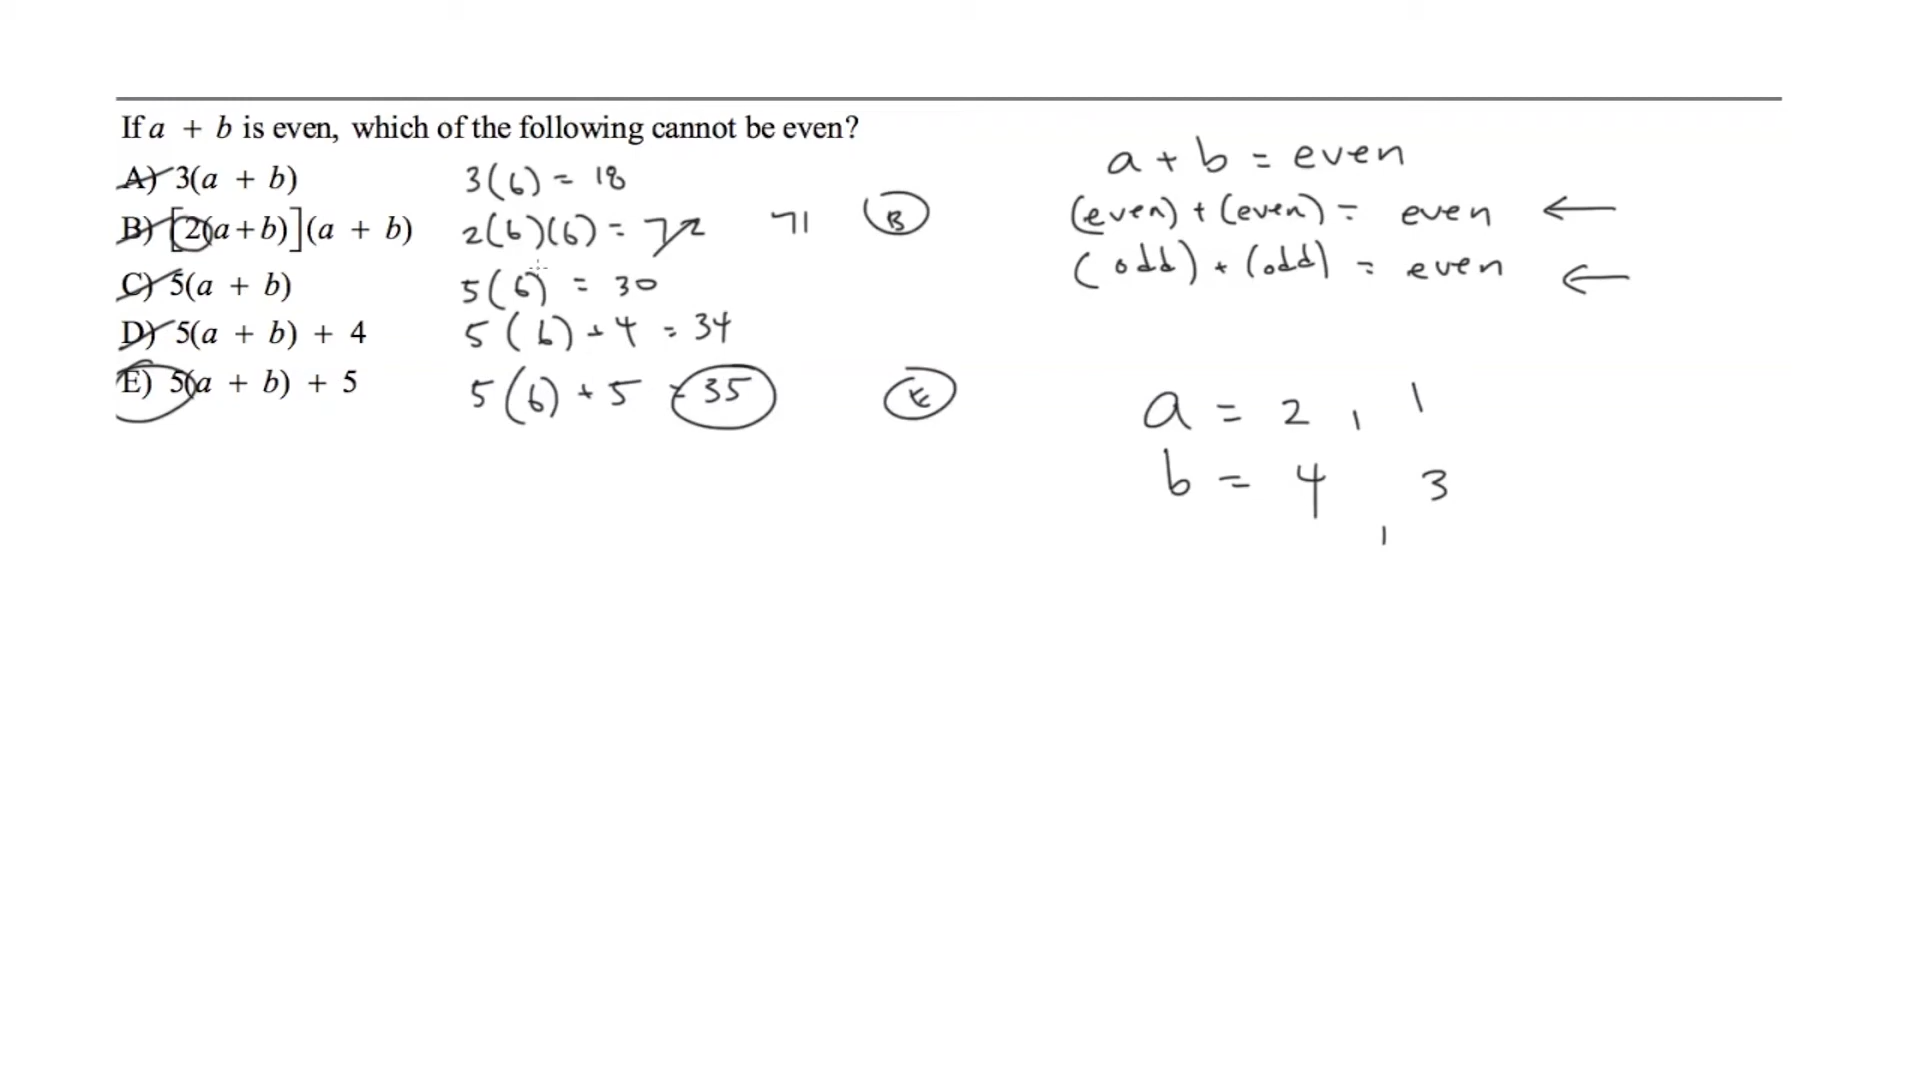 If a + b is even, which of the following cannot be even?
A) 3(a + b) 3(6) = 18
B) [2(a+b)](a + b) 2(6)(6) = 72 71 B
C) 5(a + b) 5(6) = 30
D) 5(a + b) + 4 5(6) + 4 = 34
E) 5(a + b) + 5 5(6) + 5 = 35 E
a + b = even
(even) + (even) = even ←
(odd) + (odd) = even ←
a = 2, 1
b = 4, 3